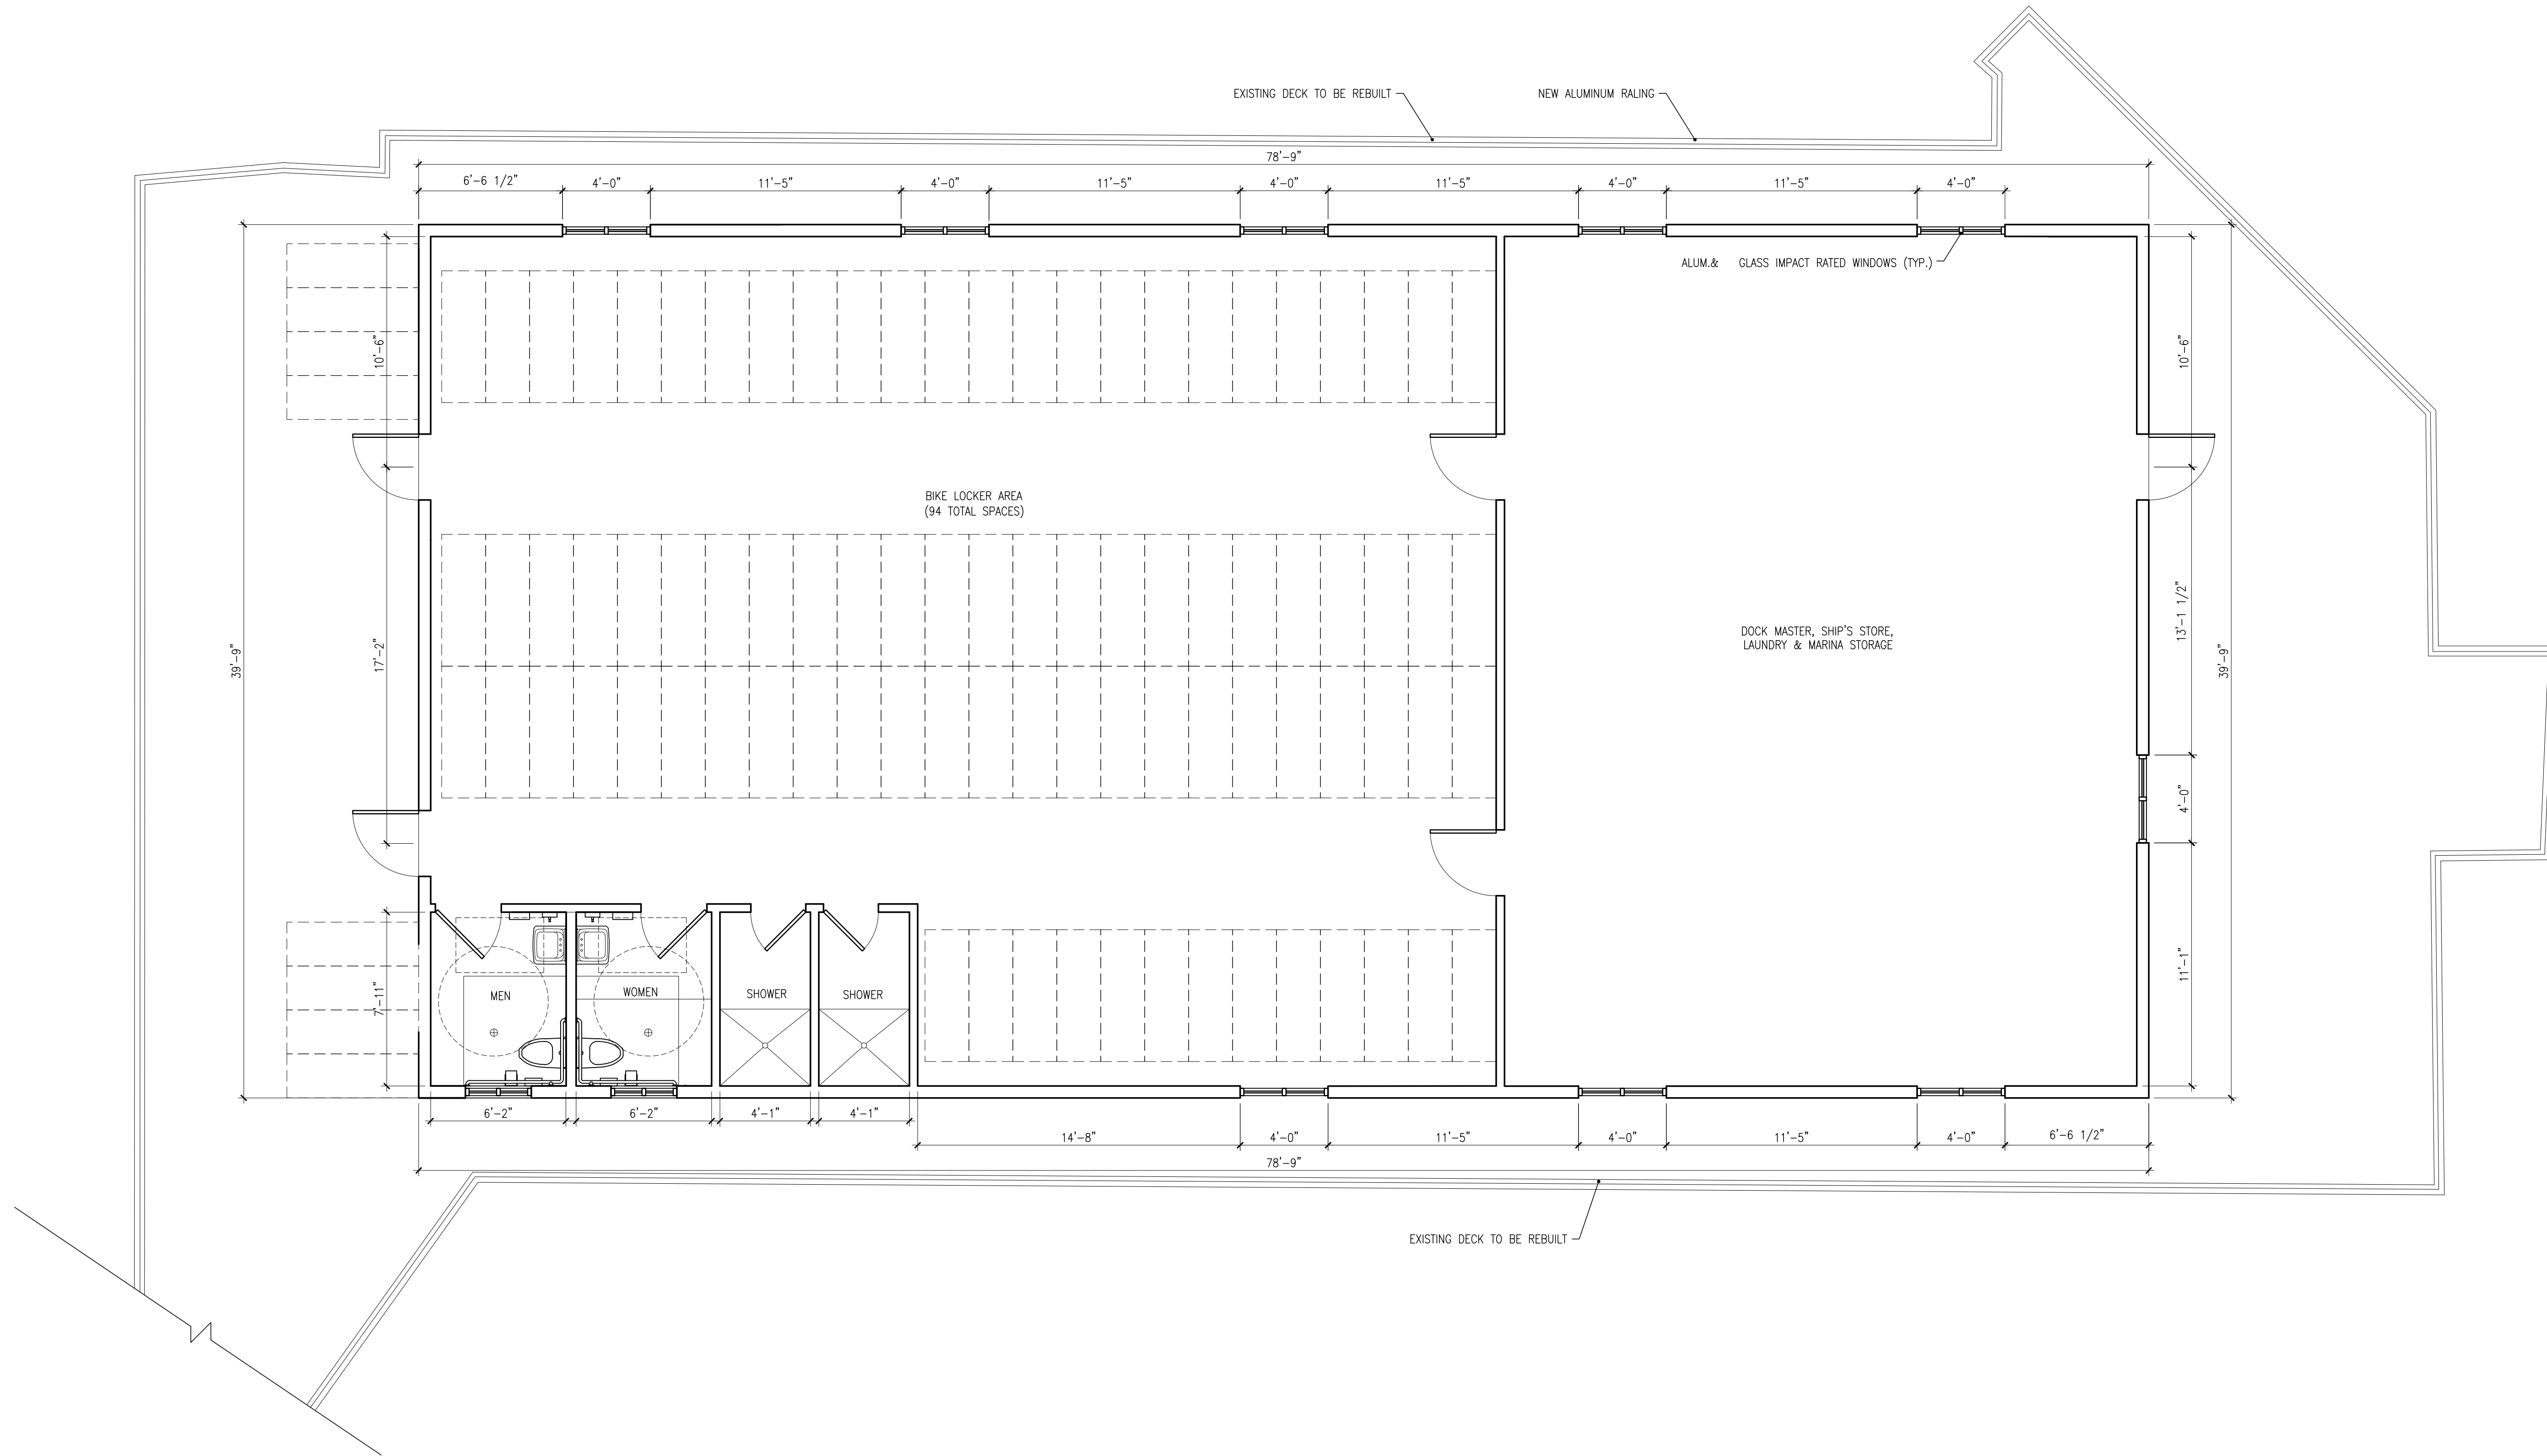 EXISTING DECK TO BE REBUILT
NEW ALUMINUM RALING
78'-9"
6'-6 1/2"
4'-0"
11'-5"
4'-0"
11'-5"
4'-0"
11'-5"
4'-0"
11'-5"
4'-0"
ALUM.& GLASS IMPACT RATED WINDOWS (TYP.)
10'-6"
10'-6"
BIKE LOCKER AREA
(94 TOTAL SPACES)
39'-9"
17'-2"
DOCK MASTER, SHIP'S STORE,
LAUNDRY & MARINA STORAGE
13'-1 1/2"
39'-9"
4'-0"
7'-11"
MEN
WOMEN
SHOWER
SHOWER
11'-1"
6'-2"
6'-2"
4'-1"
4'-1"
14'-8"
4'-0"
11'-5"
4'-0"
11'-5"
4'-0"
6'-6 1/2"
78'-9"
EXISTING DECK TO BE REBUILT